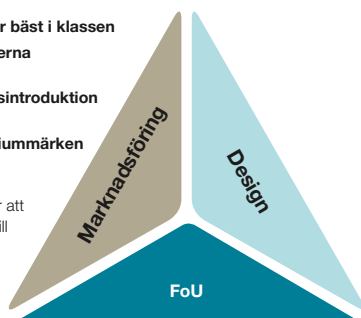 r bäst i klassen
erna
sintroduktion
iummärken
r att
ill
Marknadsföring
Design
FoU